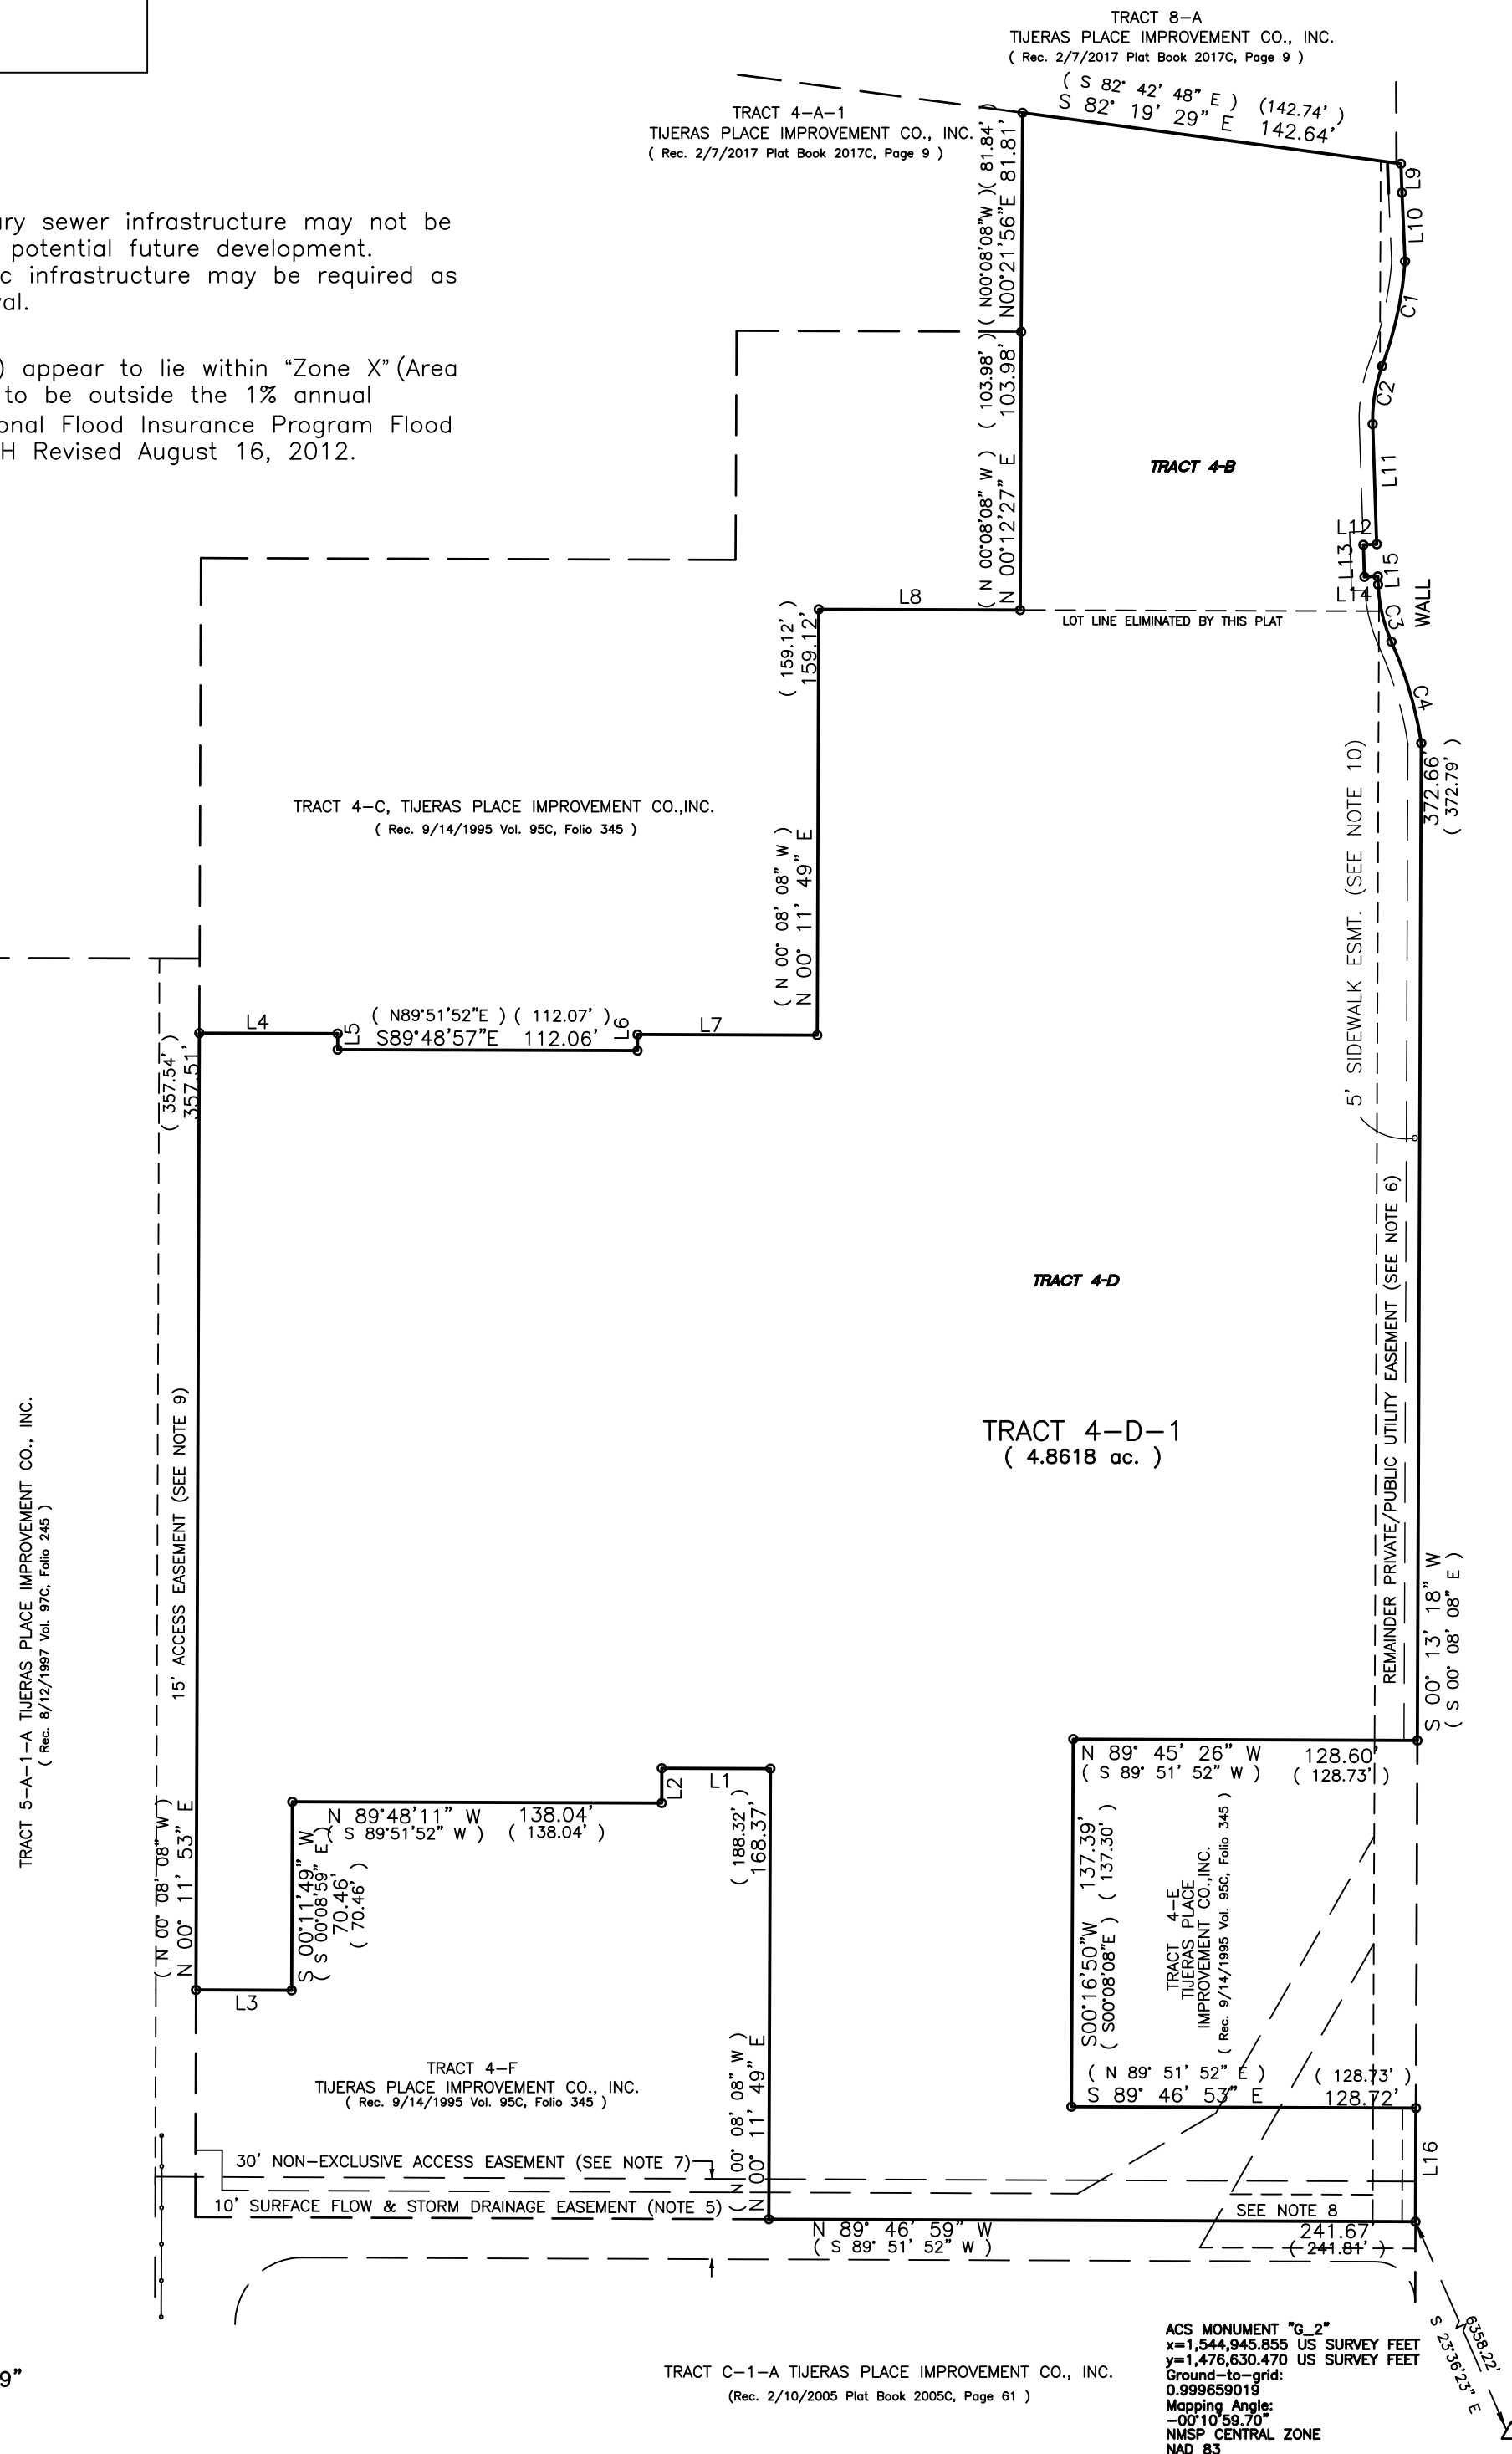 TRACT 8-A
TIJERAS PLACE IMPROVEMENT CO., INC.
( Rec. 2/7/2017 Plat Book 2017C, Page 9 )
( S 82° 42' 48" E ) (142.74' )
S 82° 19' 29" E 142.64'
TRACT 4-A-1
TIJERAS PLACE IMPROVEMENT CO., INC.
( Rec. 2/7/2017 Plat Book 2017C, Page 9 )
( N00°08'08"W )( 81.84' )
N00°21'56"E 81.81'
L9
L10
C1
C2
L11
L12
L13
L14
L15
C3
WALL
C4
ary sewer infrastructure may not be
potential future development.
c infrastructure may be required as
val.
) appear to lie within "Zone X" (Area
to be outside the 1% annual
onal Flood Insurance Program Flood
H Revised August 16, 2012.
( N 00°08'08" W ) ( 103.98' )
N 00°12'27" E 103.98'
TRACT 4-B
L8
LOT LINE ELIMINATED BY THIS PLAT
( 159.12' )
159.12'
( N 00° 08' 08" W )
N 00° 11' 49" E
TRACT 4-C, TIJERAS PLACE IMPROVEMENT CO.,INC.
( Rec. 9/14/1995 Vol. 95C, Folio 345 )
372.66'
( 372.79' )
5' SIDEWALK ESMT. (SEE NOTE 10)
L4
L5
( N89°51'52"E ) ( 112.07' )
S89°48'57"E 112.06'
L6
L7
( 357.54' )
357.51'
TRACT 4-D
TRACT 4-D-1
( 4.8618 ac. )
REMAINDER PRIVATE/PUBLIC UTILITY EASEMENT (SEE NOTE 6)
15' ACCESS EASEMENT (SEE NOTE 9)
TRACT 5-A-1-A TIJERAS PLACE IMPROVEMENT CO., INC.
( Rec. 8/12/1997 Vol. 97C, Folio 245 )
S 00° 13' 18" W
( S 00° 08' 08" E )
N 89° 45' 26" W 128.60'
( S 89° 51' 52" W ) ( 128.73' )
L1
L2
N 89°48'11" W 138.04'
( S 89°51'52" W ) ( 138.04' )
( N 00° 08' 08" W )
N 00° 11' 53" E
S 00°11'49" W
( S 00°08'59" E )
70.46'
( 70.46' )
( 188.32' )
168.37'
S00°16'50"W 137.39'
( S00°08'08"E ) ( 137.30' )
TRACT 4-E
TIJERAS PLACE
IMPROVEMENT CO.,INC.
( Rec. 9/14/1995 Vol. 95C, Folio 345 )
L3
TRACT 4-F
TIJERAS PLACE IMPROVEMENT CO., INC.
( Rec. 9/14/1995 Vol. 95C, Folio 345 )
( N 00° 08' 08" W )
N 00° 11' 49" E
( N 89° 51' 52" E ) ( 128.73' )
S 89° 46' 53" E 128.72'
L16
30' NON-EXCLUSIVE ACCESS EASEMENT (SEE NOTE 7)
10' SURFACE FLOW & STORM DRAINAGE EASEMENT (NOTE 5)
SEE NOTE 8
N 89° 46' 59" W 241.67'
( S 89° 51' 52" W ) ( 241.81' )
6358.22'
S 23°36'23" E
ACS MONUMENT "G_2"
x=1,544,945.855 US SURVEY FEET
y=1,476,630.470 US SURVEY FEET
Ground-to-grid:
0.999659019
Mapping Angle:
-00°10'59.70"
NMSP CENTRAL ZONE
NAD 83
TRACT C-1-A TIJERAS PLACE IMPROVEMENT CO., INC.
(Rec. 2/10/2005 Plat Book 2005C, Page 61 )
9"